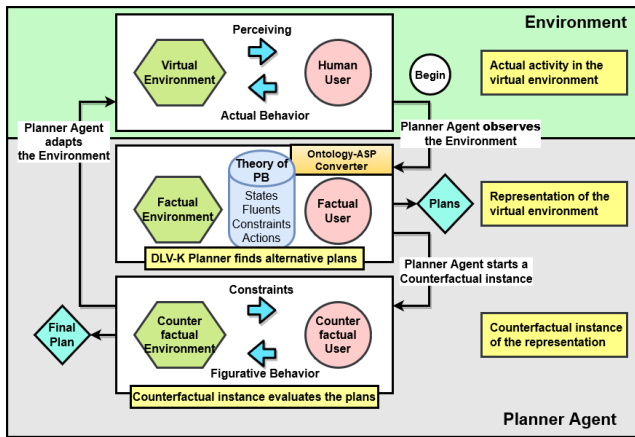 Environment
Perceiving
Virtual
Environment
Human
User
Begin
Actual activity in the
virtual environment
Actual Behavior
Planner Agent
adapts
the Environment
Planner Agent observes
the Environment
Theory of
PB
Ontology-ASP
Converter
States
Fluents
Constraints
Actions
Factual
Environment
Factual
User
Plans
Representation of the
virtual environment
DLV-K Planner finds alternative plans
Planner Agent starts a
Counterfactual instance
Constraints
Counter
factual
Environment
Counter
factual
User
Final
Plan
Counterfactual instance
of the representation
Figurative Behavior
Counterfactual instance evaluates the plans
Planner Agent